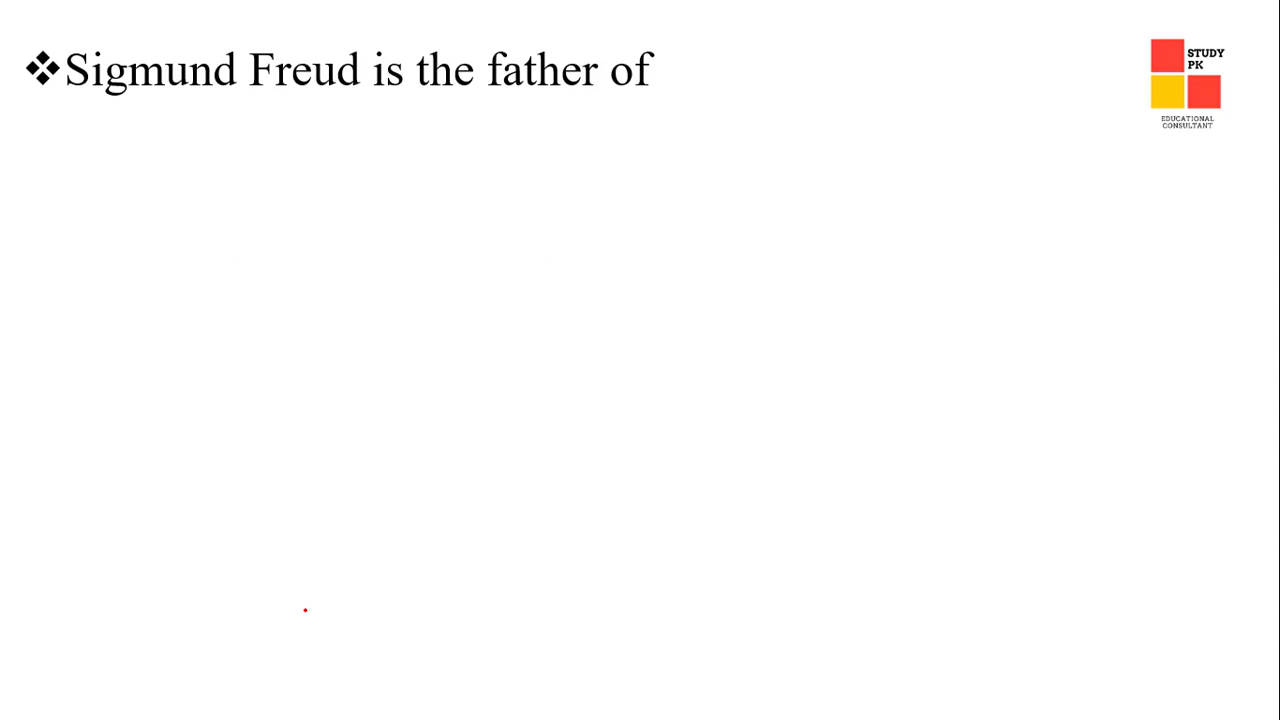 ❖Sigmund Freud is the father of
STUDY
PK
EDUCATIONAL
CONSULTANT